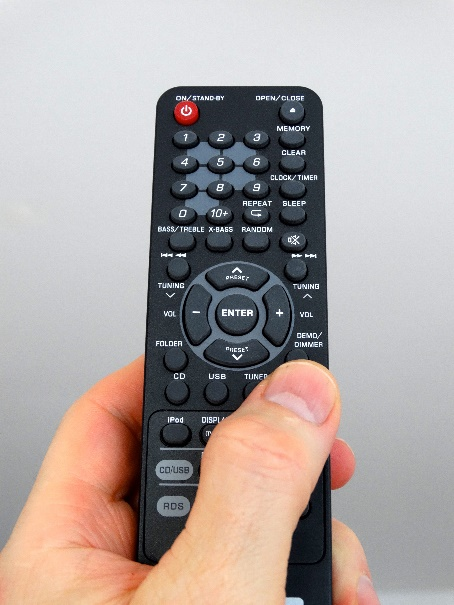 ON/STAND-BY OPEN/CLOSE
1 2 3 MEMORY
4 5 6 CLEAR
7 8 9 CLOCK/TIMER
0 10+ REPEAT SLEEP
BASS/TREBLE X-BASS RANDOM
TUNING PRESET TUNING
VOL - ENTER + VOL
FOLDER PRESET DEMO/
DIMMER
CD USB TUNER
iPod
CD/USB
RDS